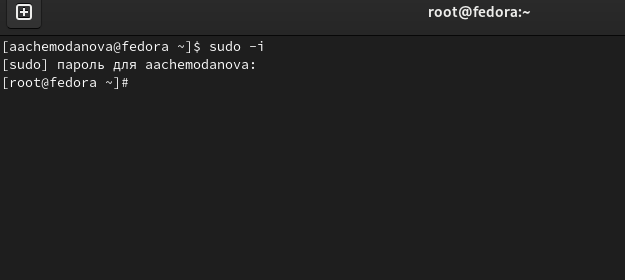 root@fedora:~
[aachemodanova@fedora ~]$ sudo -i
[sudo] пароль для aachemodanova:
[root@fedora ~]#